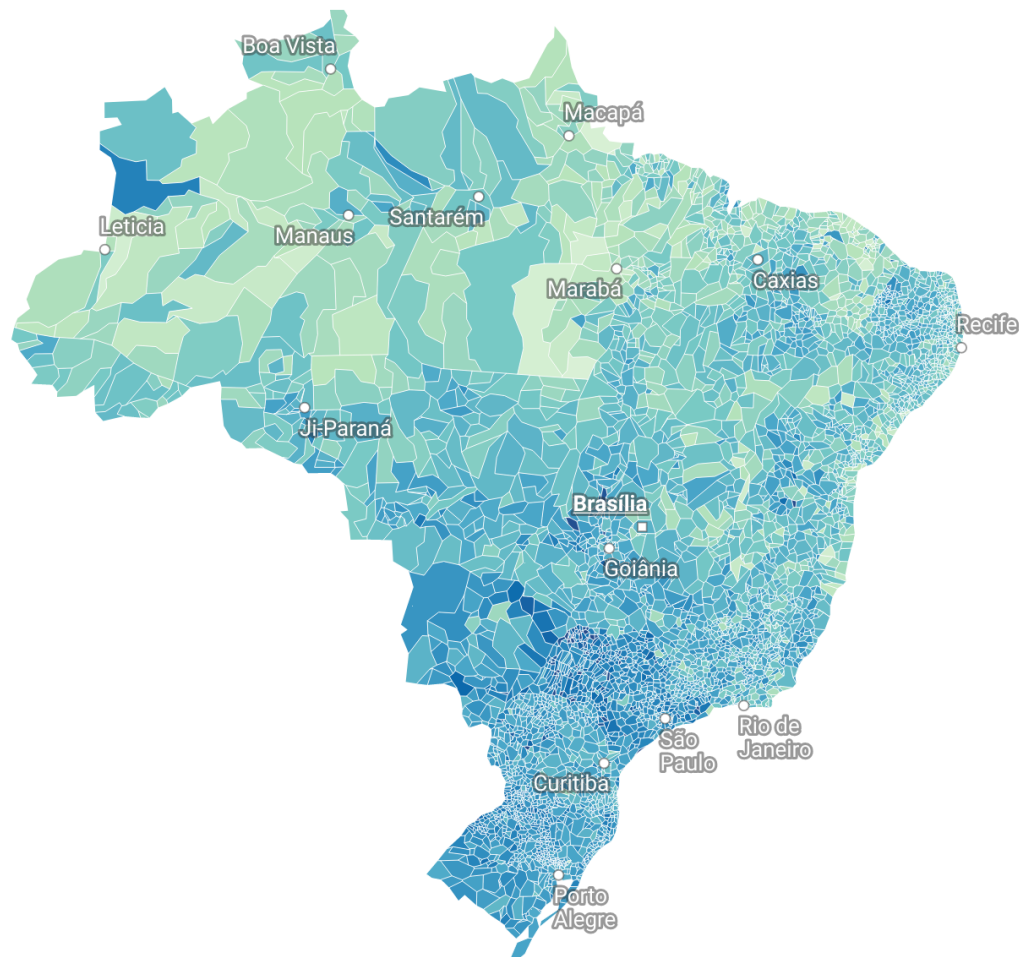 Boa Vista
Macapá
Santarém
Leticia
Manaus
Marabá
Caxias
Recife
Ji-Paraná
Brasília
Goiânia
Rio de
Janeiro
São
Paulo
Curitiba
Porto
Alegre